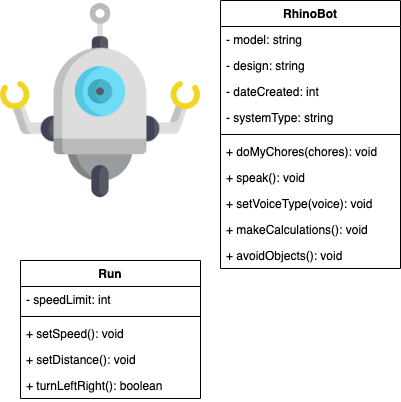 RhinoBot
- model: string
- design: string
- dateCreated: int
- systemType: string
+ doMyChores(chores): void
+ speak(): void
+ setVoiceType(voice): void
+ makeCalculations(): void
+ avoidObjects(): void
Run
- speedLimit: int
+ setSpeed(): void
+ setDistance(): void
+ turnLeftRight(): boolean